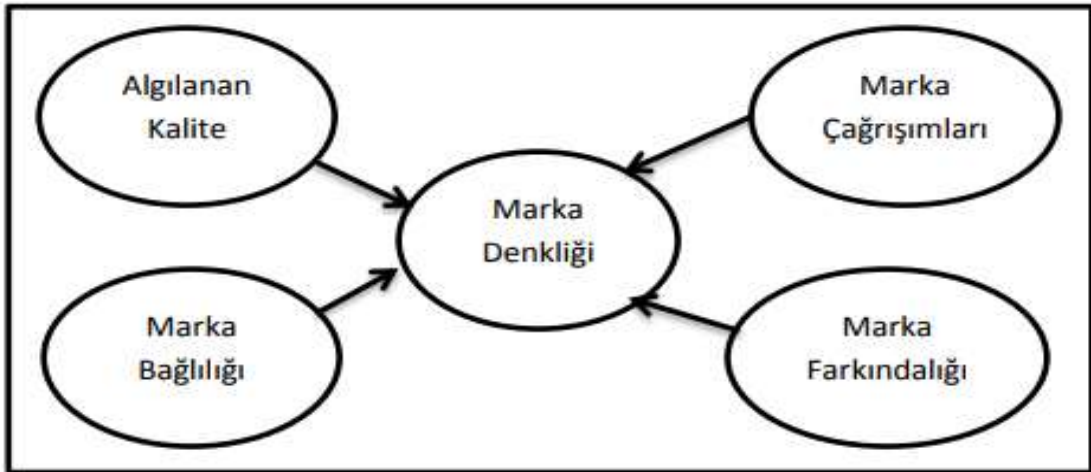 Algılanan
Kalite
Marka
Çağrışımları
Marka
Denkliği
Marka
Bağlılığı
Marka
Farkındalığı